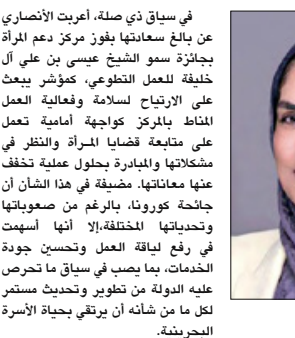 في سياق ذي صلة، أعربت الأنصاري
عن بالغ سعادتها بفوز مركز دعم المرأة
بجائزة سمو الشيخ عيسى بن علي آل
خليفة للعمل التطوعي، كمؤشر يبعث
على الارتياح لسلامة وفعالية العمل
المناط بالمركز كواجهة أمامية تعمل
على متابعة قضايا المرأة والنظر في
مشكلاتها والمبادرة بحلول عملية تخفف
عنها معاناتها. مضيفة في هذا الشأن أن
جائحة كورونا، بالرغم من صعوباتها
وتحدياتها المختلفة،إلا أنها أسهمت
في رفع لياقة العمل وتحسين جودة
الخدمات، بما يصب في سياق ما تحرص
عليه الدولة من تطوير وتحديث مستمر
لكل ما من شأنه أن يرتقي بحياة الأسرة
البحرينية.